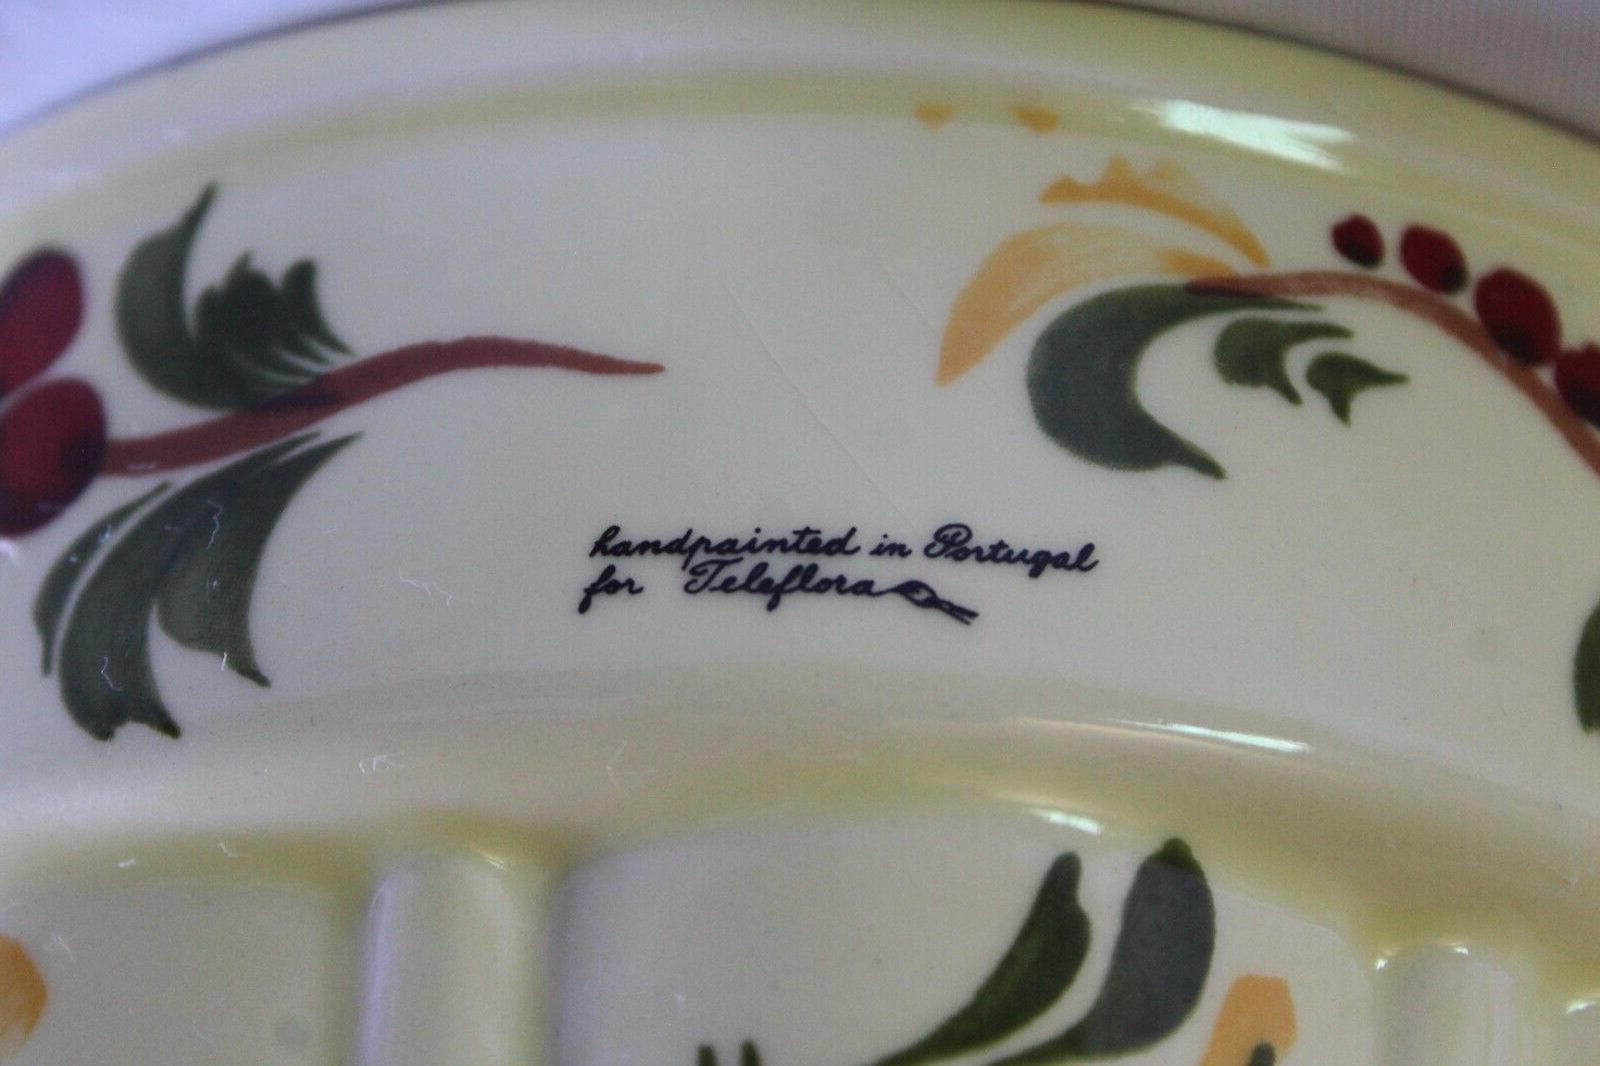 handpainted in Portugal
for Teleflora